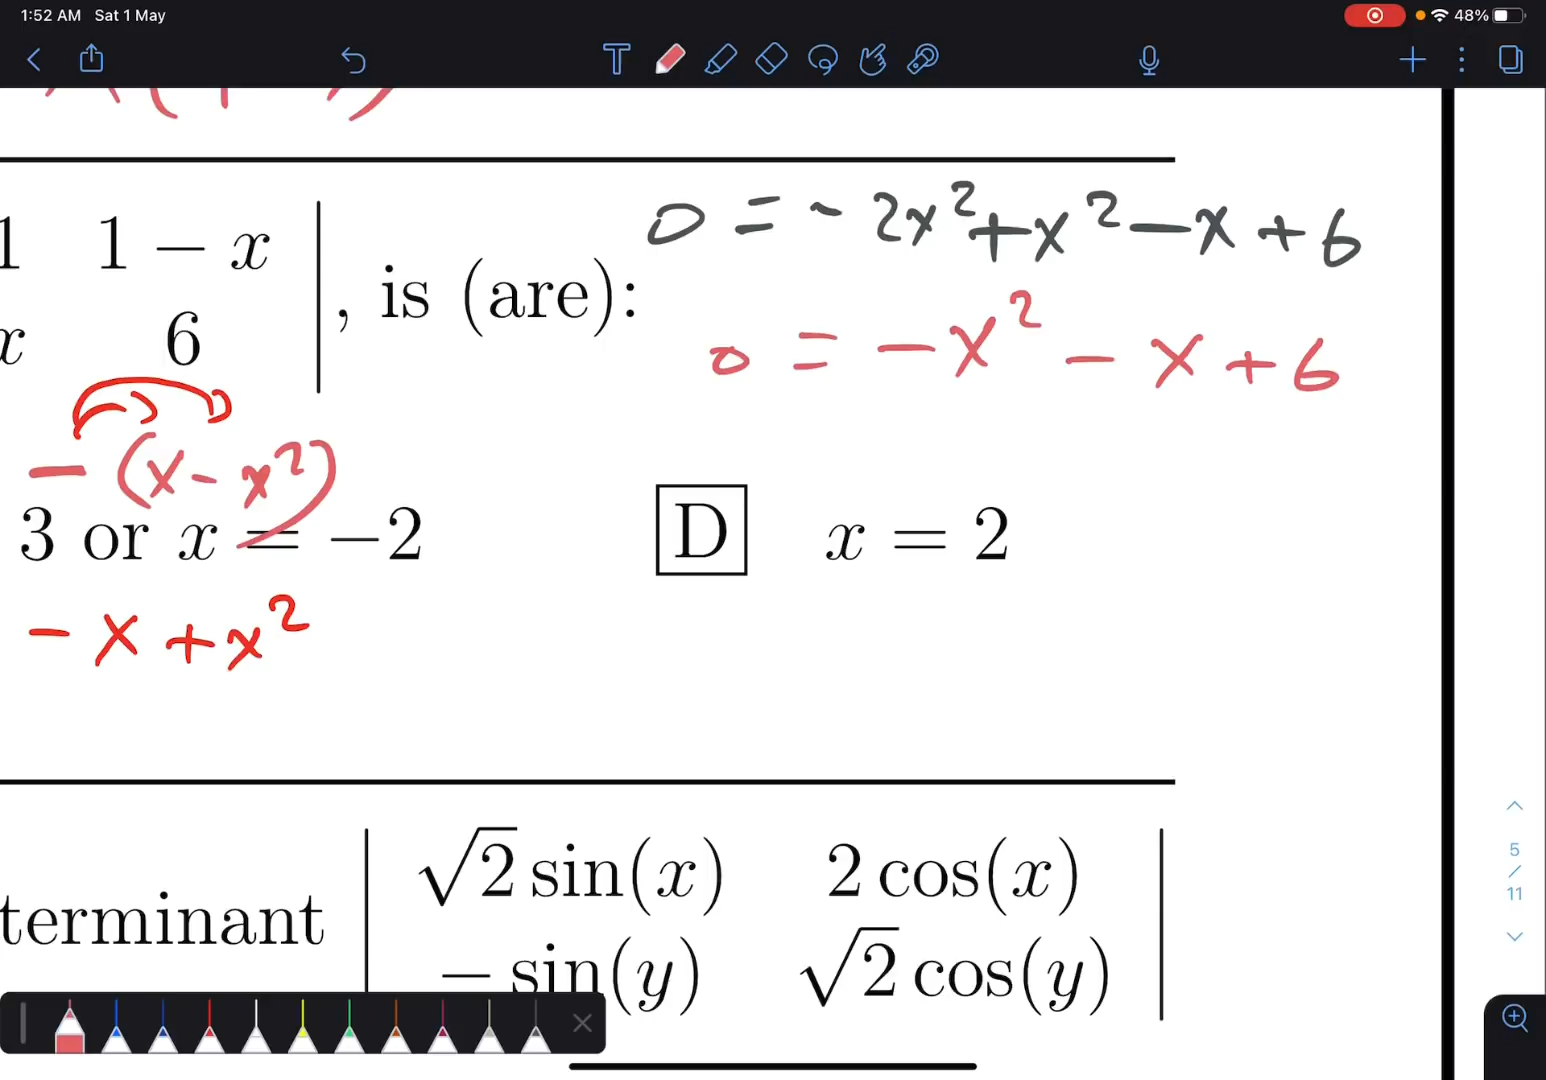 1:52 AM Sat 1 May
48%
1 1 − x
x 6
, is (are):
0 = - 2x² + x² - x + 6
0 = - x² - x + 6
- (x - x²)
3 or x = −2
D x = 2
- x + x²
terminant
√2 sin(x) 2 cos(x)
− sin(y) √2 cos(y)
5
/
11